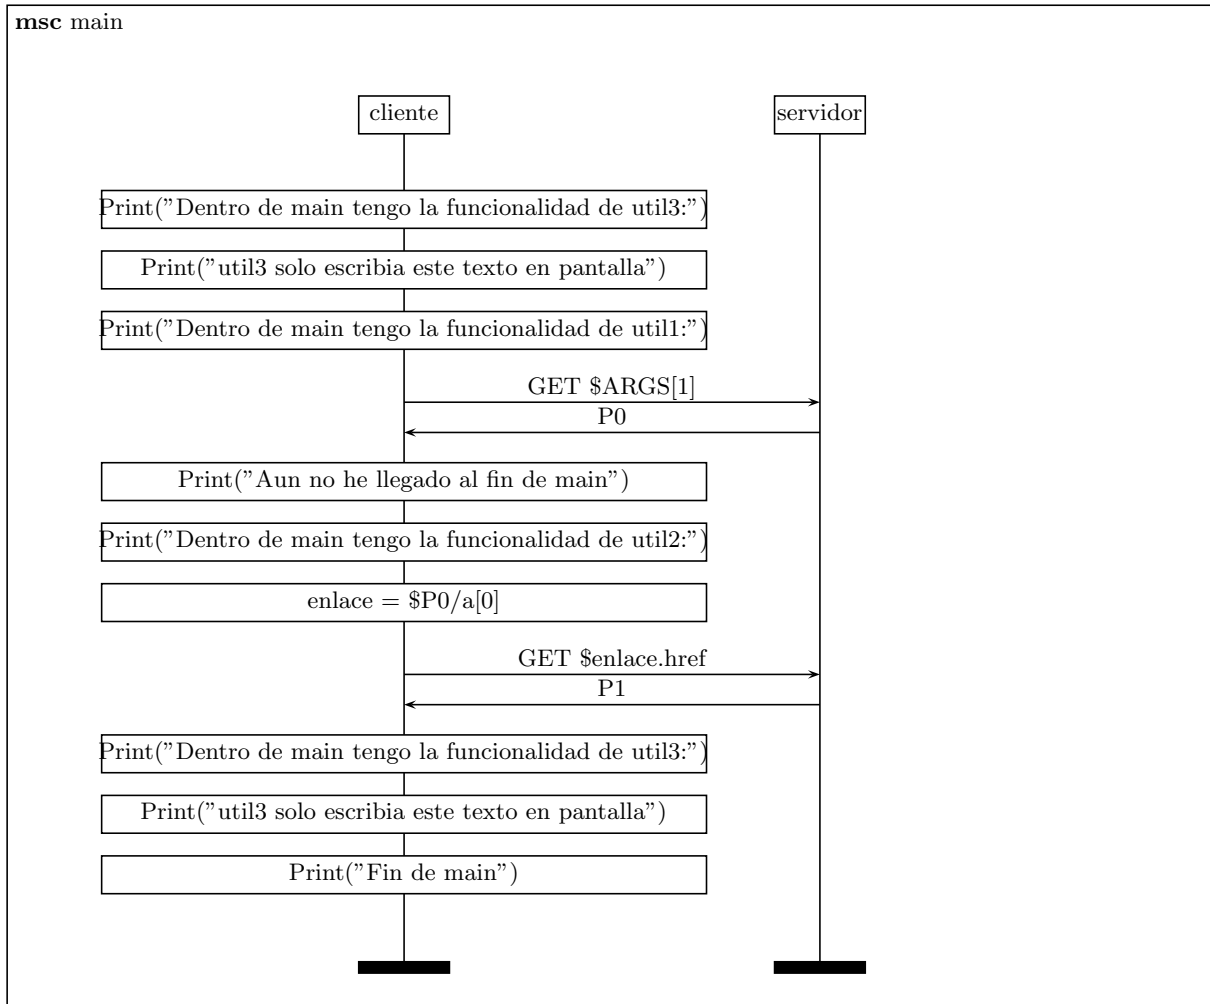 msc main
cliente
servidor
Print(”Dentro de main tengo la funcionalidad de util3:”)
Print(”util3 solo escribia este texto en pantalla”)
Print(”Dentro de main tengo la funcionalidad de util1:”)
GET $ARGS[1]
P0
Print(”Aun no he llegado al fin de main”)
Print(”Dentro de main tengo la funcionalidad de util2:”)
enlace = $P0/a[0]
GET $enlace.href
P1
Print(”Dentro de main tengo la funcionalidad de util3:”)
Print(”util3 solo escribia este texto en pantalla”)
Print(”Fin de main”)